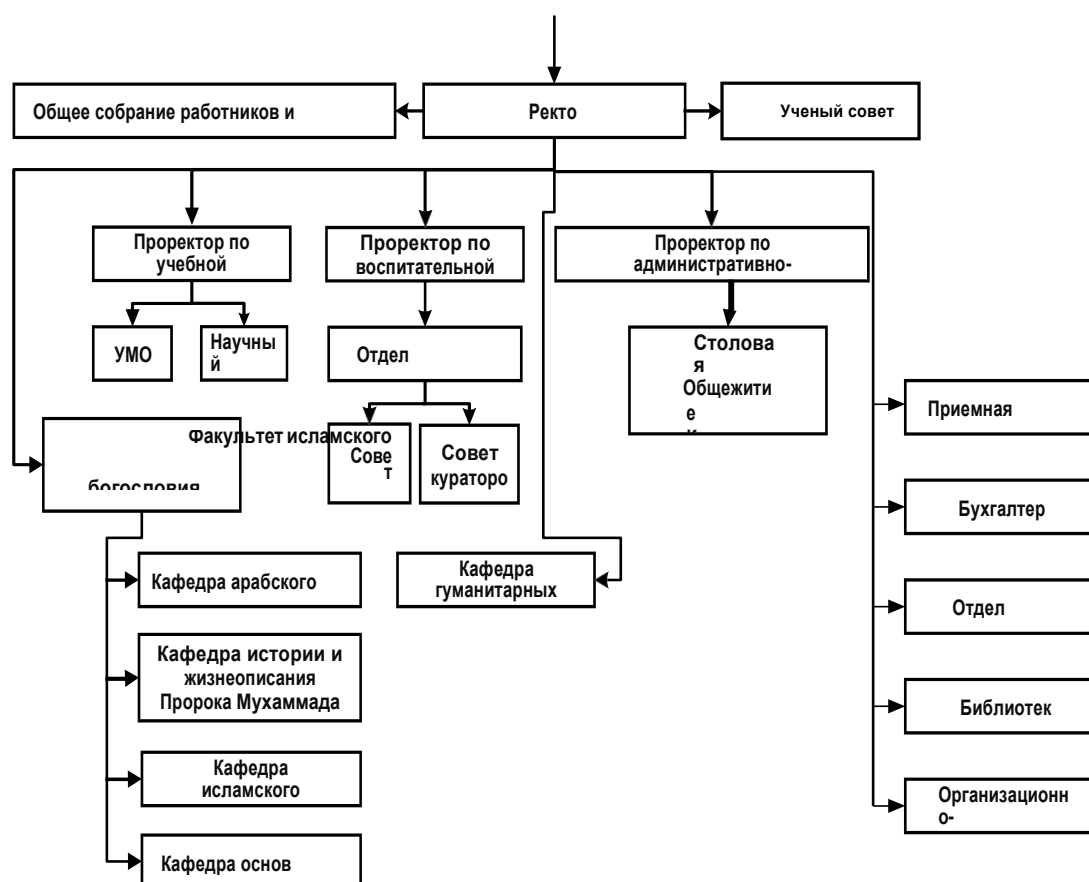 Общее собрание работников и
Ректо
Ученый совет
Проректор по
учебной
Проректор по
воспитательной
Проректор по
административно-
УМО
Научны
й
Отдел
Столова
я
Общежити
е
Приемная
Факультет исламского
богословия
Сове
т
Совет
кураторо
Бухгалтер
Кафедра арабского
Кафедра
гуманитарных
Отдел
Кафедра истории и
жизнеописания
Пророка Мухаммада
Библиотек
Кафедра
исламского
Организационн
о-
Кафедра основ